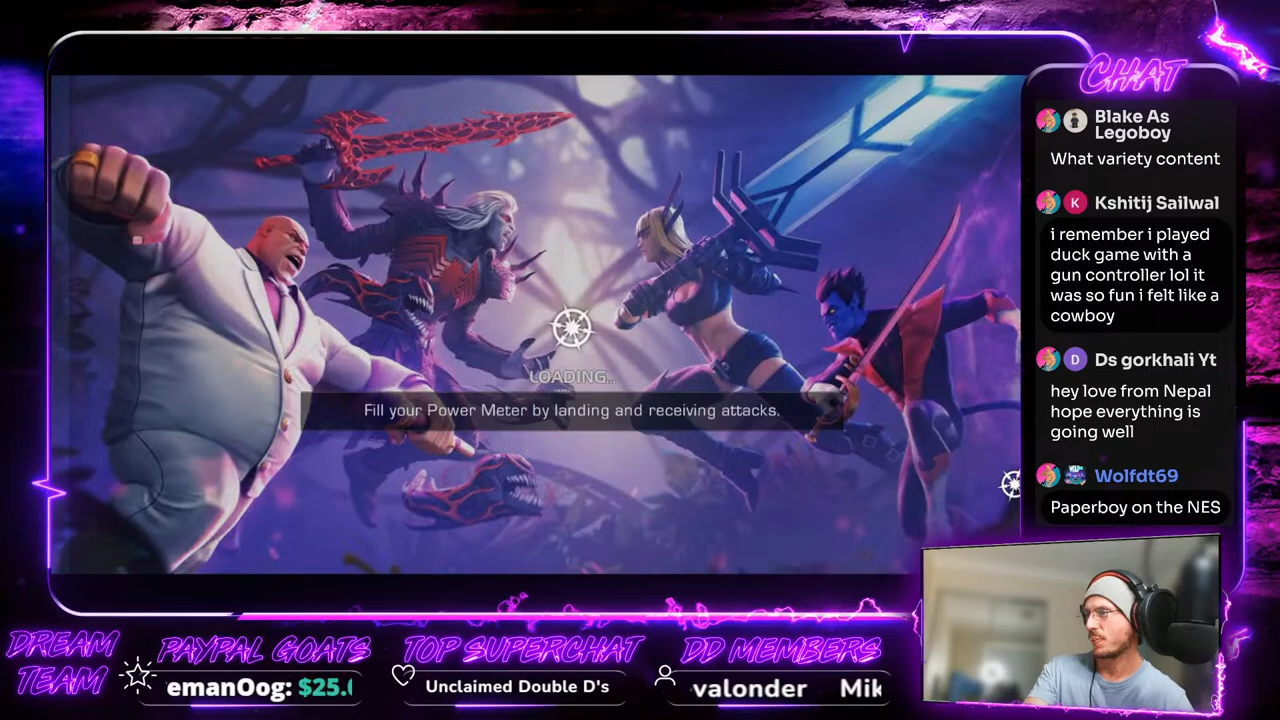 CHAT
Blake As
Legoboy
What variety content
K
Kshitij Sailwal
i remember i played
duck game with a
gun controller lol it
was so fun i felt like a
cowboy
D
Ds gorkhali Yt
hey love from Nepal
hope everything is
going well
Wolfdt69
Paperboy on the NES
LOADING...
Fill your Power Meter by landing and receiving attacks.
DREAM
TEAM
PAYPAL GOATS
emanOog: $25.
TOP SUPERCHAT
Unclaimed Double D's
DD MEMBERS
valonder Mik